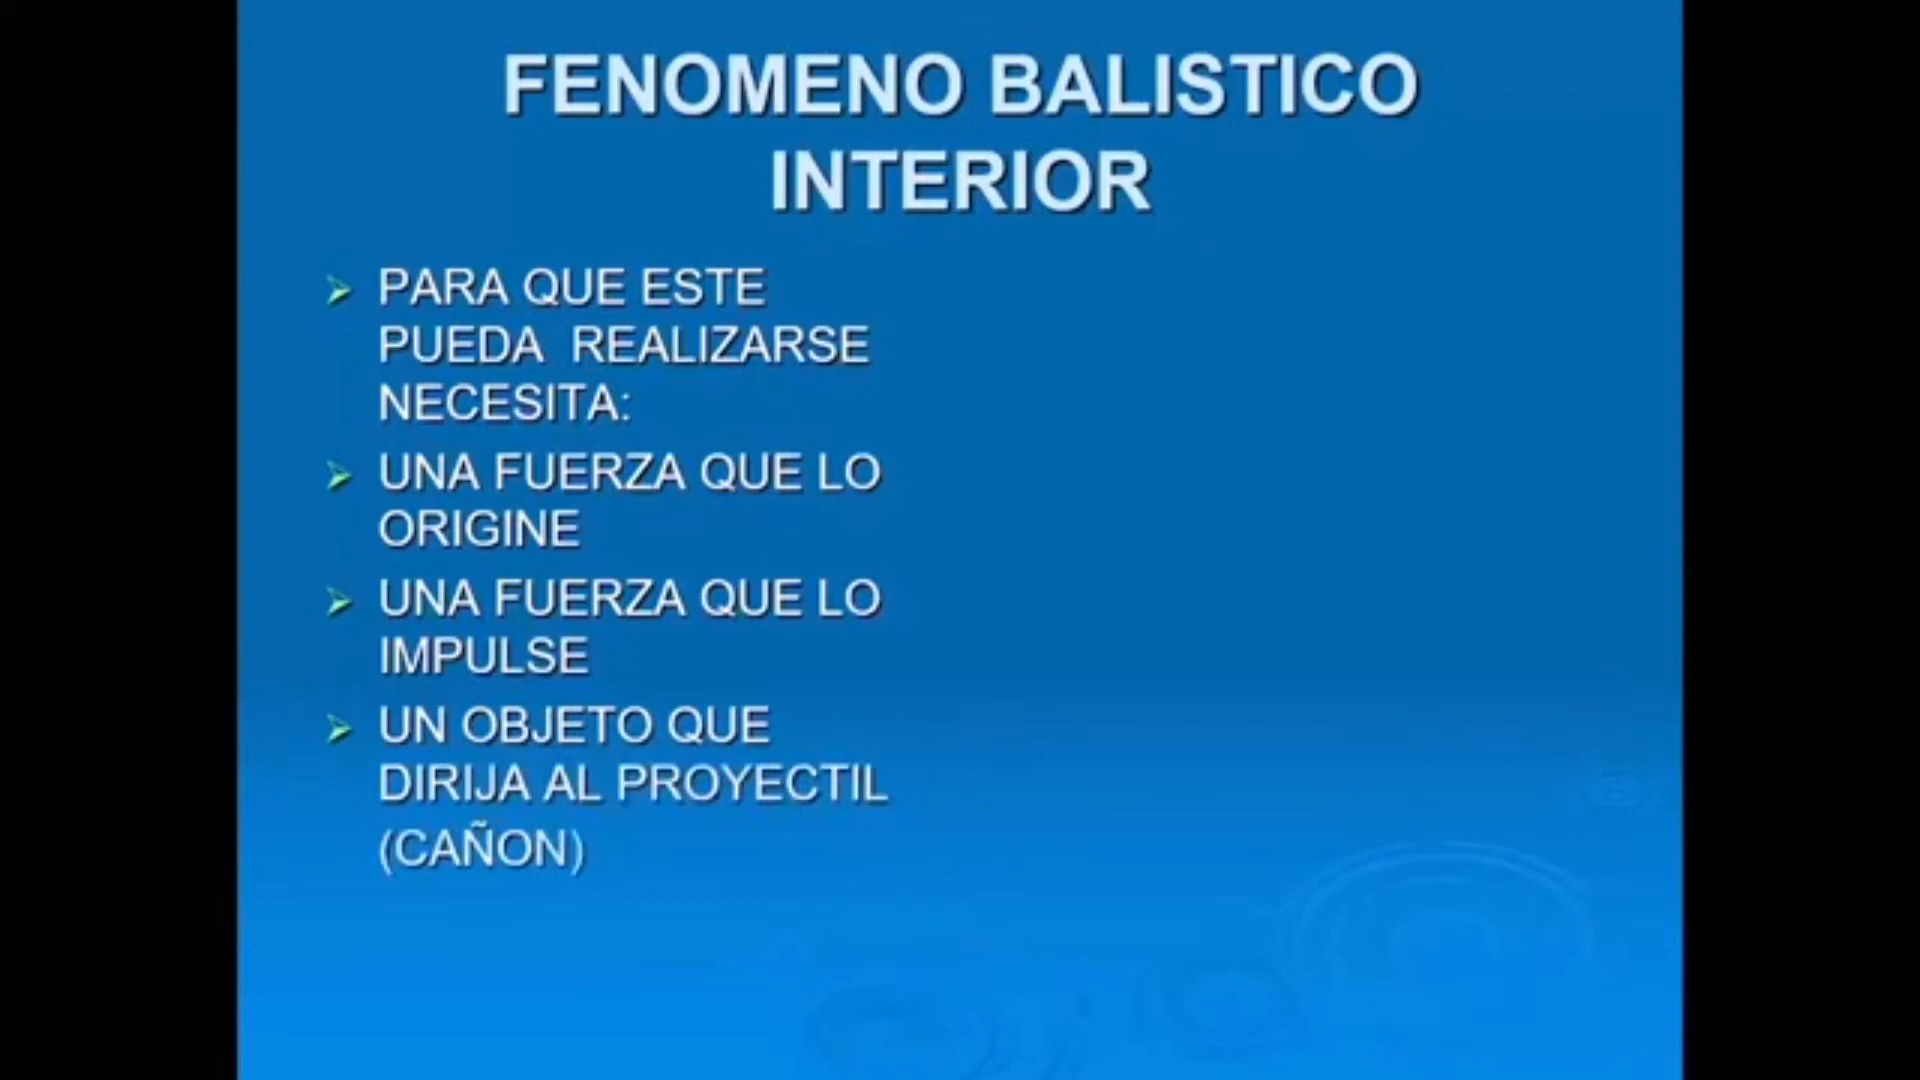 FENOMENO BALISTICO
INTERIOR
PARA QUE ESTE
PUEDA REALIZARSE
NECESITA:
UNA FUERZA QUE LO
ORIGINE
UNA FUERZA QUE LO
IMPULSE
UN OBJETO QUE
DIRIJA AL PROYECTIL
(CAÑON)